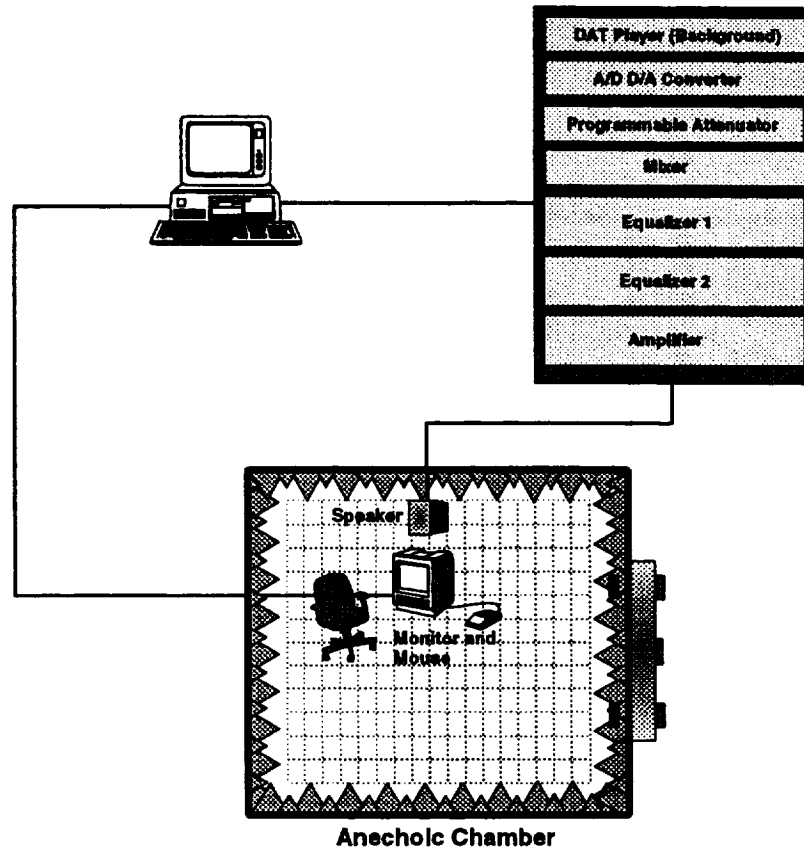 DAT Player (Background)
A/D D/A Converter
Programmable Attenuator
Mixer
Equalizer 1
Equalizer 2
Amplifier
Speaker
Monitor and
Mouse
Anechoic Chamber